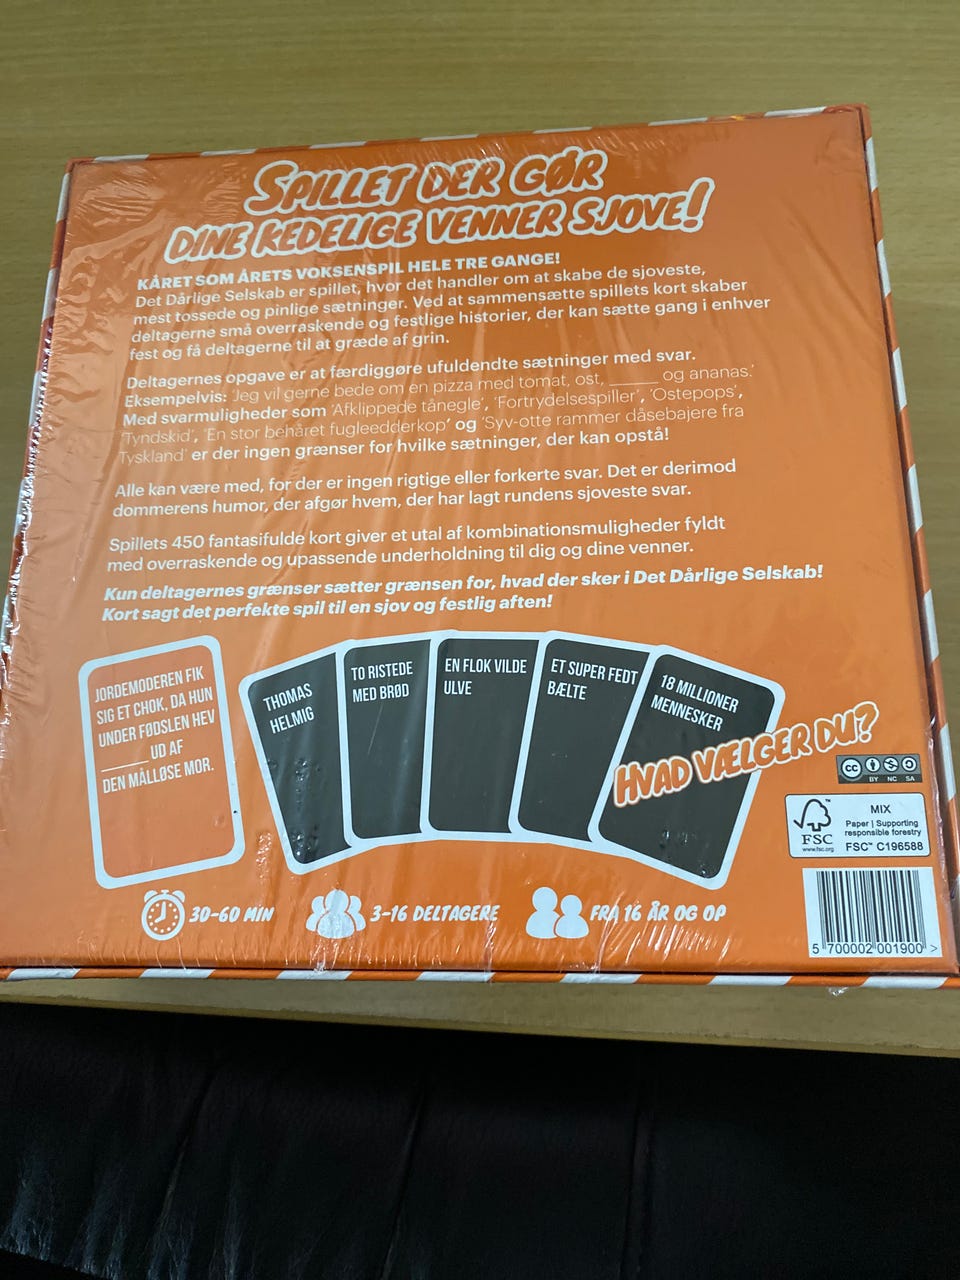 SPILLET DER GØR
DINE KEDELIGE VENNER SJOVE!
KÅRET SOM ÅRETS VOKSENSPIL HELE TRE GANGE!
Det Dårlige Selskab er spillet, hvor det handler om at skabe de sjoveste,
mest tossede og pinlige sætninger. Ved at sammensætte spillets kort skaber
deltagerne små overraskende og festlige historier, der kan sætte gang i enhver
fest og få deltagerne til at græde af grin.
Deltagernes opgave er at færdiggøre ufuldendte sætninger med svar.
Eksempelvis: 'Jeg vil gerne bede om en pizza med tomat, ost, ______ og ananas.'
Med svarmuligheder som 'Afklippede tånegle', 'Fortrydelsespiller', 'Ostepops',
'Tyndskid', 'En stor behåret fugleedderkop' og 'Syv-otte rammer dåsebajere fra
Tyskland' er der ingen grænser for hvilke sætninger, der kan opstå!
Alle kan være med, for der er ingen rigtige eller forkerte svar. Det er derimod
dommerens humor, der afgør hvem, der har lagt rundens sjoveste svar.
Spillets 450 fantasifulde kort giver et utal af kombinationsmuligheder fyldt
med overraskende og upassende underholdning til dig og dine venner.
Kun deltagernes grænser sætter grænsen for, hvad der sker i Det Dårlige Selskab!
Kort sagt det perfekte spil til en sjov og festlig aften!
JORDEMODEREN FIK
SIG ET CHOK, DA HUN
UNDER FØDSLEN HEV
______ UD AF
DEN MÅLLØSE MOR.
THOMAS
HELMIG
TO RISTEDE
MED BRØD
EN FLOK VILDE
ULVE
ET SUPER FEDT
BÆLTE
18 MILLIONER
MENNESKER
HVAD VÆLGER DU?
CC BY NC SA
FSC™
www.fsc.org
MIX
Paper | Supporting
responsible forestry
FSC™ C196588
30-60 MIN
3-16 DELTAGERE
FRA 16 ÅR OG OP
5 700002 001900 >